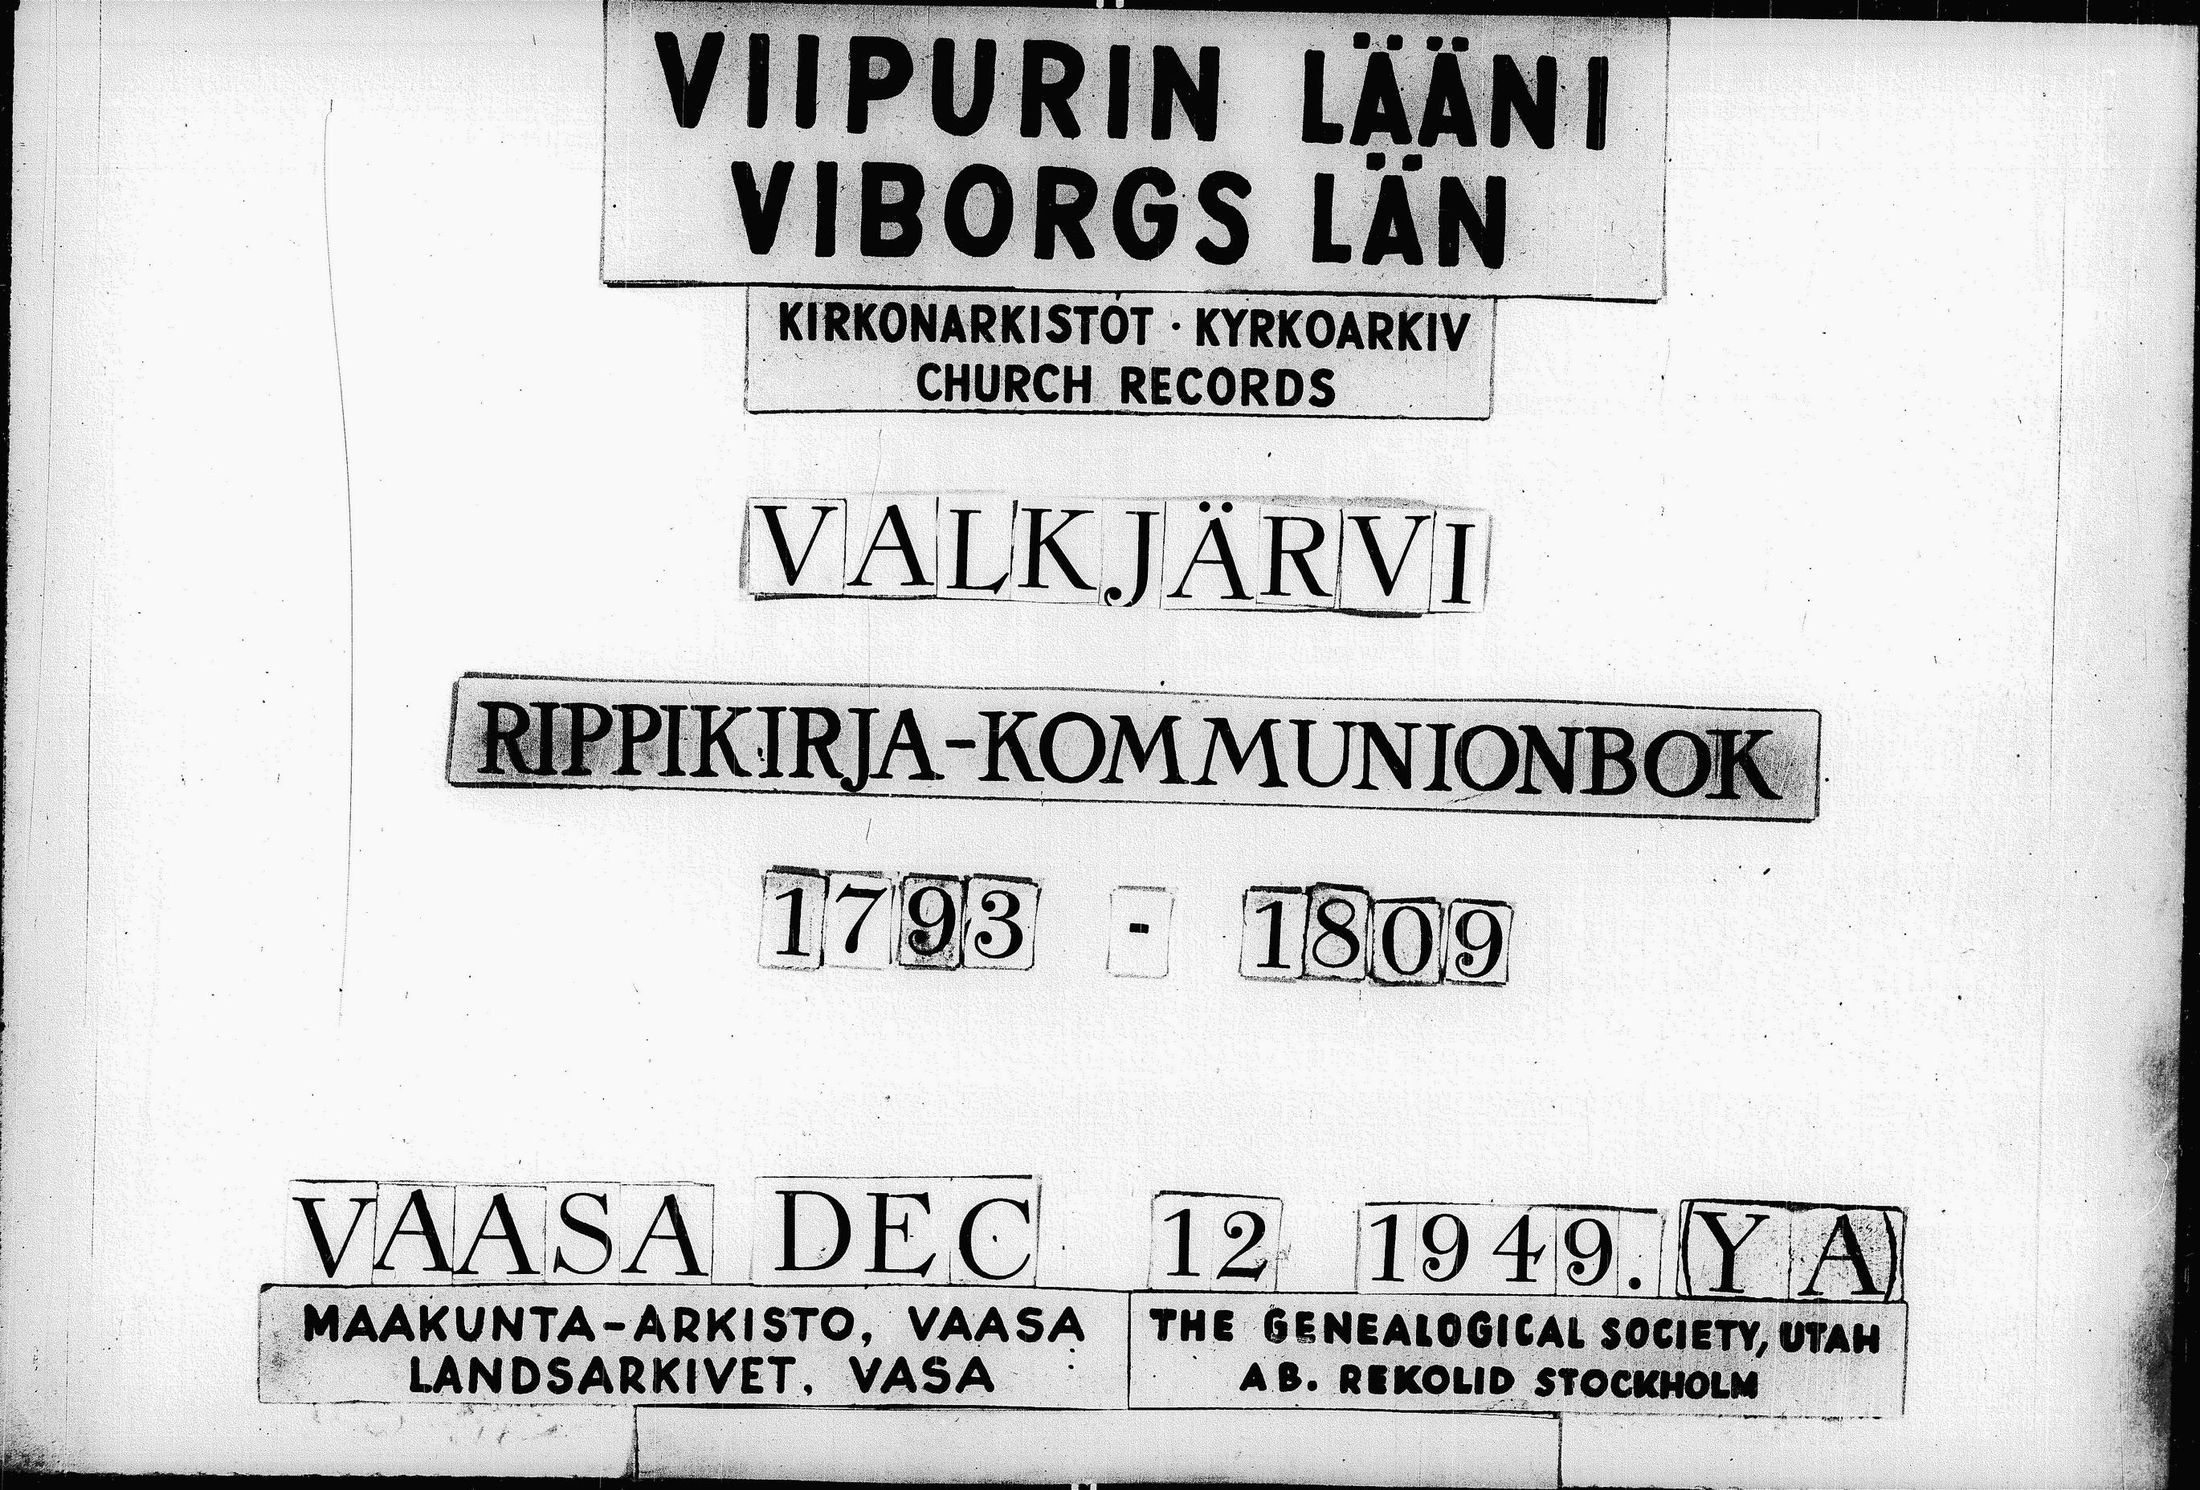 VIIPURIN LÄÄNI
VIBORGS LÄN
KIRKONARKISTOT · KYRKOARKIV
CHURCH RECORDS
VALKJÄRVI
RIPPIKIRJA-KOMMUNIONBOK
1793 - 1809
VAASA DEC 12 1949. (YA)
MAAKUNTA-ARKISTO, VAASA
LANDSARKIVET, VASA
THE GENEALOGICAL SOCIETY, UTAH
AB. REKOLID STOCKHOLM